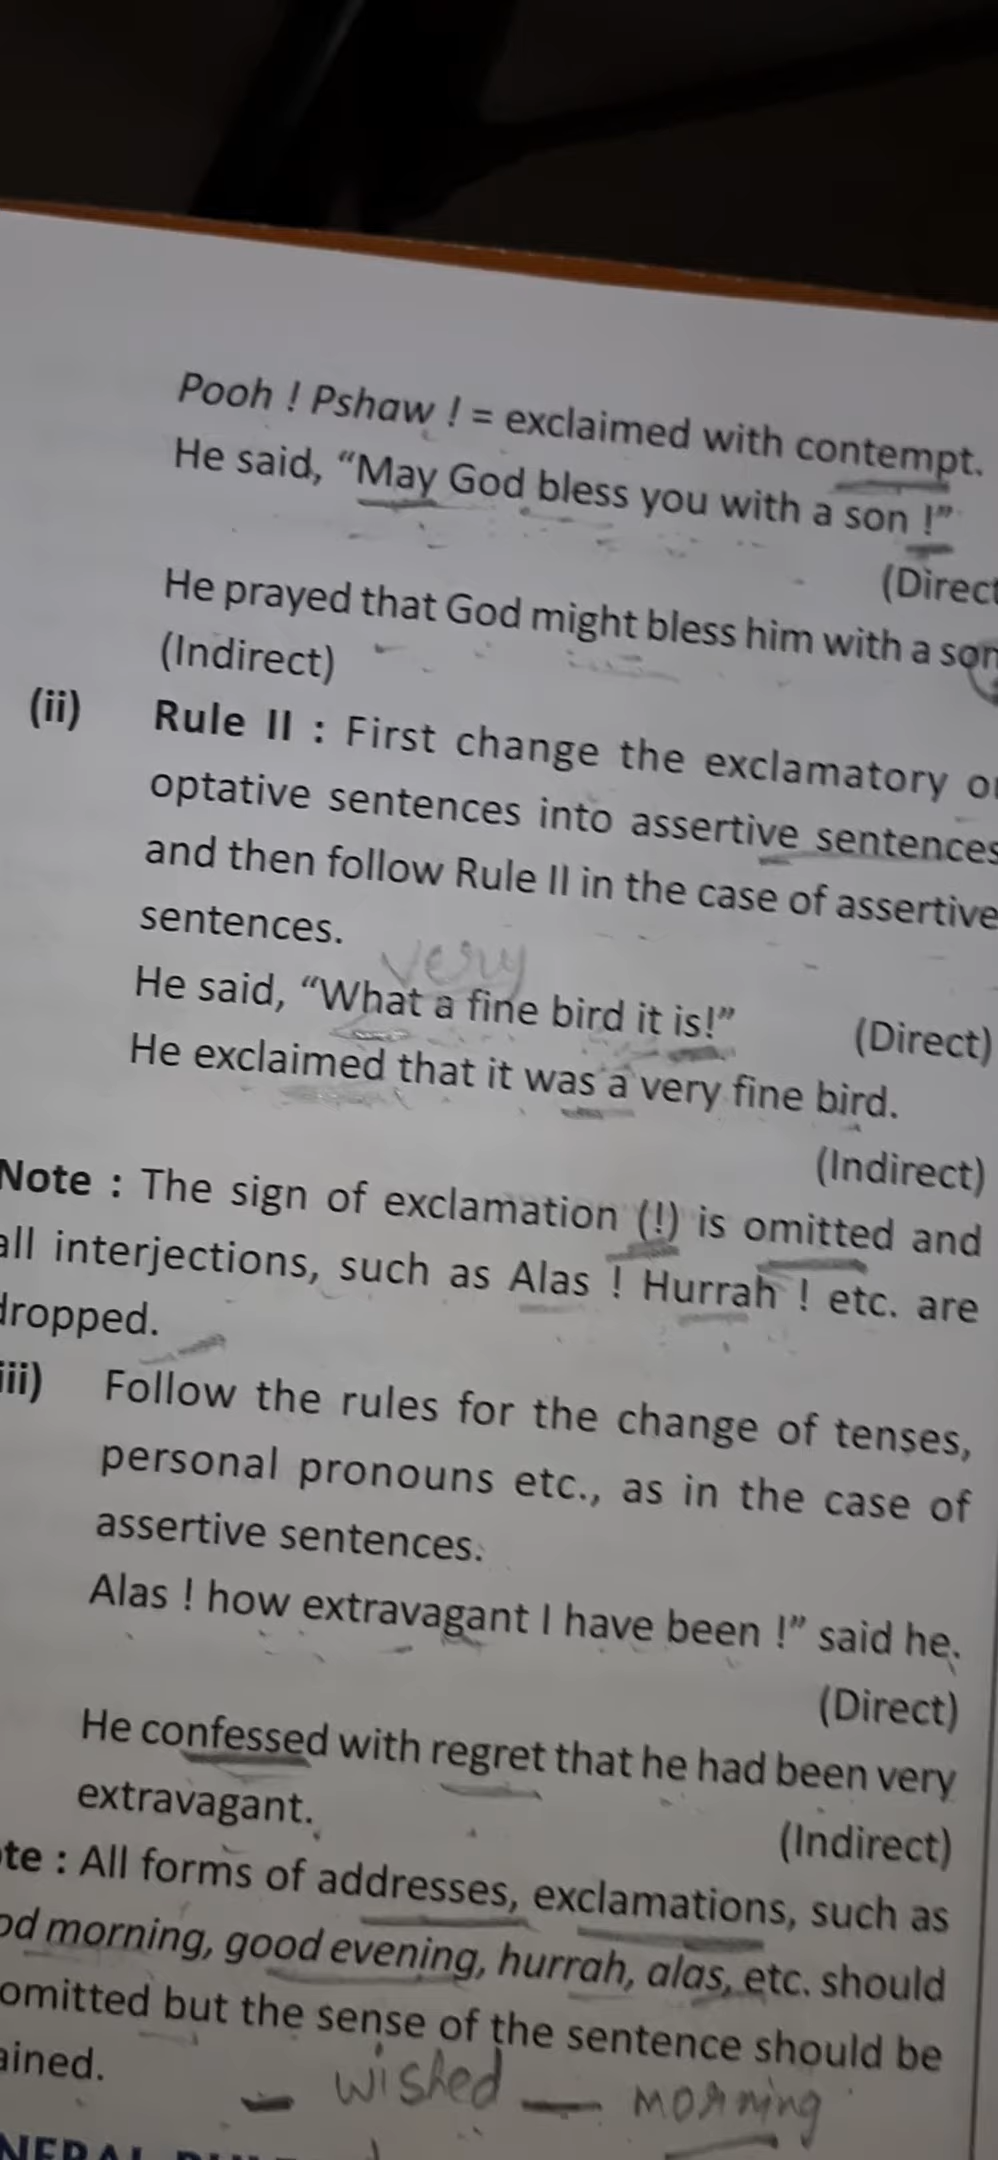 Pooh ! Pshaw ! = exclaimed with contempt.
He said, “May God bless you with a son !”
(Direct
He prayed that God might bless him with a son
(Indirect)
(ii) Rule II : First change the exclamatory or
optative sentences into assertive sentences
and then follow Rule II in the case of assertive
sentences.
very
He said, “What a fine bird it is!” (Direct)
He exclaimed that it was a very fine bird.
(Indirect)
Note : The sign of exclamation (!) is omitted and
all interjections, such as Alas ! Hurrah ! etc. are
dropped.
iii) Follow the rules for the change of tenses,
personal pronouns etc., as in the case of
assertive sentences.
Alas ! how extravagant I have been !” said he.
(Direct)
He confessed with regret that he had been very
extravagant.
(Indirect)
te : All forms of addresses, exclamations, such as
od morning, good evening, hurrah, alas, etc. should
omitted but the sense of the sentence should be
ained.
— wished — morning